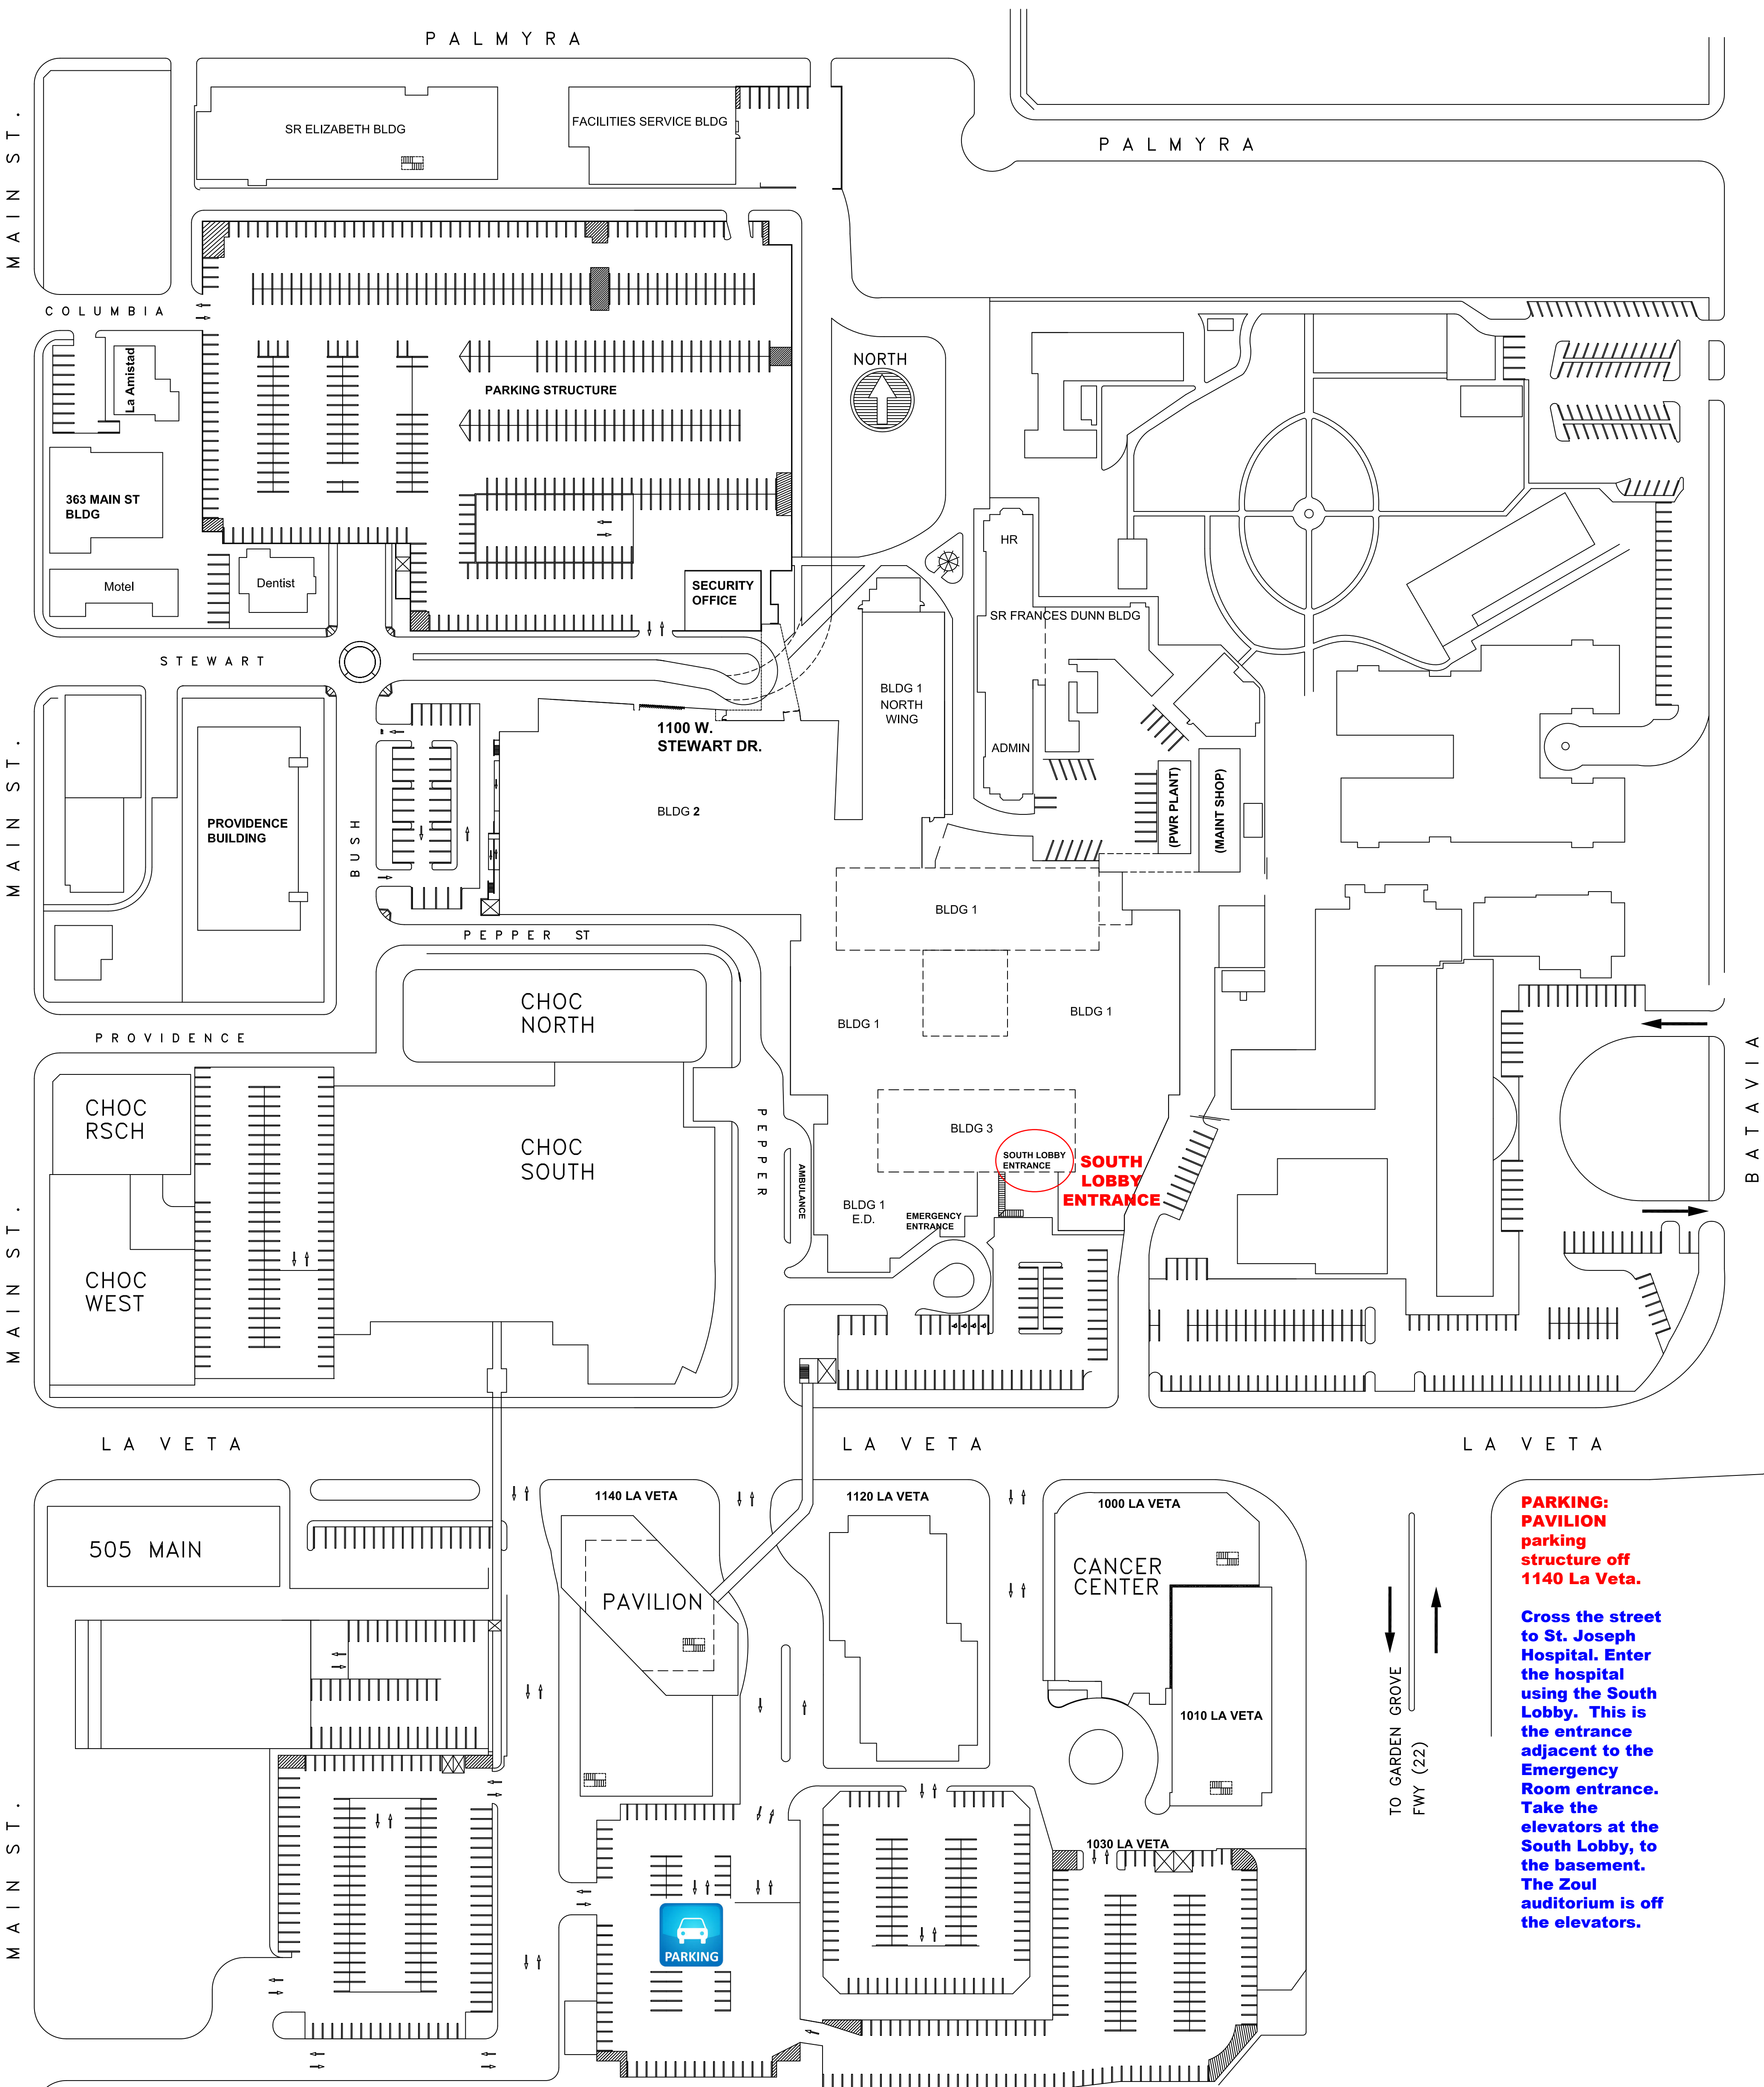 PALMYRA
MAIN ST.
SR ELIZABETH BLDG
FACILITIES SERVICE BLDG
PALMYRA
COLUMBIA
La Amistad
PARKING STRUCTURE
NORTH
363 MAIN ST
BLDG
Motel
Dentist
SECURITY
OFFICE
HR
SR FRANCES DUNN BLDG
STEWART
BLDG 1
NORTH
WING
1100 W.
STEWART DR.
ADMIN
MAIN ST.
PROVIDENCE
BUILDING
BUSH
BLDG 2
(PWR PLANT)
(MAINT SHOP)
BLDG 1
PEPPER ST
CHOC
NORTH
BLDG 1
BLDG 1
PROVIDENCE
BATAVIA
CHOC
RSCH
CHOC
SOUTH
PEPPER
AMBULANCE
BLDG 3
SOUTH LOBBY
ENTRANCE
SOUTH
LOBBY
ENTRANCE
BLDG 1
E.D.
EMERGENCY
ENTRANCE
MAIN ST.
CHOC
WEST
LA VETA
LA VETA
LA VETA
1140 LA VETA
1120 LA VETA
1000 LA VETA
505 MAIN
PAVILION
CANCER
CENTER
1010 LA VETA
TO GARDEN GROVE
FWY (22)
1030 LA VETA
MAIN ST.
PARKING
PARKING:
PAVILION
parking
structure off
1140 La Veta.
Cross the street
to St. Joseph
Hospital. Enter
the hospital
using the South
Lobby. This is
the entrance
adjacent to the
Emergency
Room entrance.
Take the
elevators at the
South Lobby, to
the basement.
The Zoul
auditorium is off
the elevators.